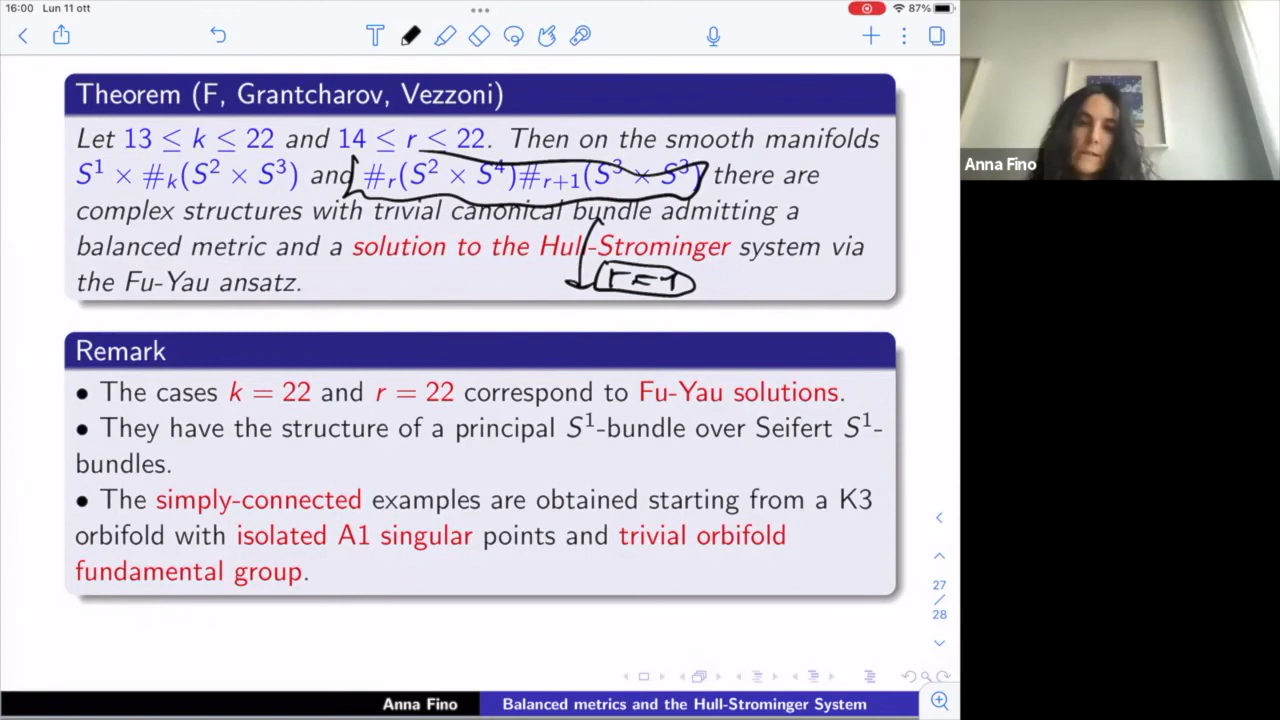 16:00 Lun 11 ott
87%
Theorem (F, Grantcharov, Vezzoni)
Let 13 ≤ k ≤ 22 and 14 ≤ r < 22. Then on the smooth manifolds
S¹ × #ₖ(S² × S³) and #ᵣ(S² × S⁴)#ᵣ₊₁(S³ × S³) there are
complex structures with trivial canonical bundle admitting a
balanced metric and a solution to the Hull-Strominger system via
the Fu-Yau ansatz.
r = 1
Remark
• The cases k = 22 and r = 22 correspond to Fu-Yau solutions.
• They have the structure of a principal S¹-bundle over Seifert S¹-
bundles.
• The simply-connected examples are obtained starting from a K3
orbifold with isolated A1 singular points and trivial orbifold
fundamental group.
27
/
28
Anna Fino
Balanced metrics and the Hull-Strominger System
Anna Fino